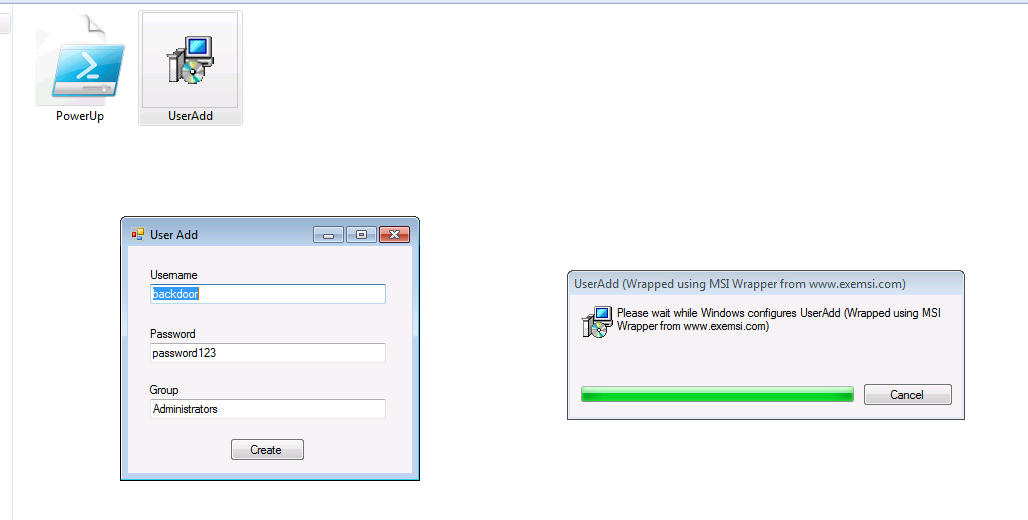 PowerUp
UserAdd
User Add
Username
backdoor
Password
password123
Group
Administrators
Create
UserAdd (Wrapped using MSI Wrapper from www.exemsi.com)
Please wait while Windows configures UserAdd (Wrapped using MSI
Wrapper from www.exemsi.com)
Cancel